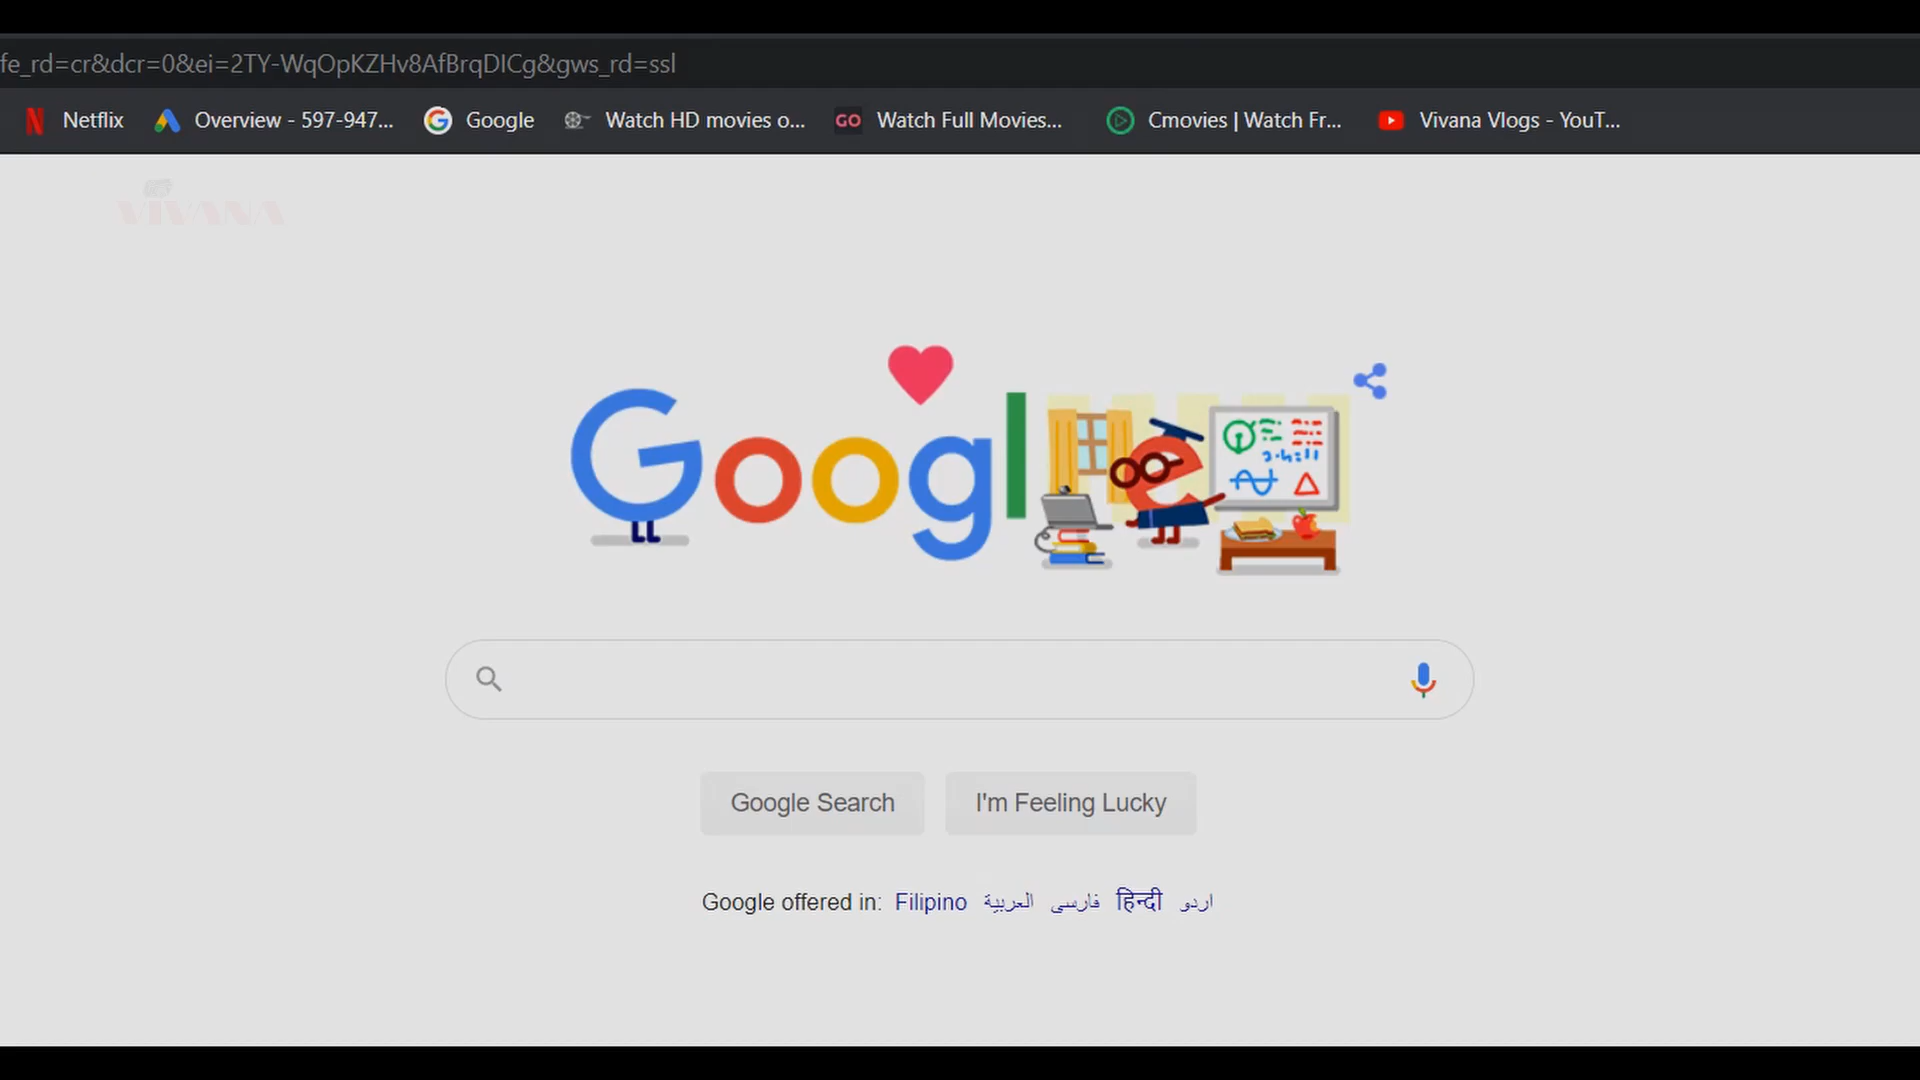 fe_rd=cr&dcr=0&ei=2TY-WqOpKZHv8AfBrqDICg&gws_rd=ssl
Netflix Overview - 597-947... Google Watch HD movies o... GO Watch Full Movies... Cmovies | Watch Fr... Vivana Vlogs - YouT...
VIVANA
Google
Google Search I'm Feeling Lucky
Google offered in: Filipino العربية فارسی हिन्दी اردو